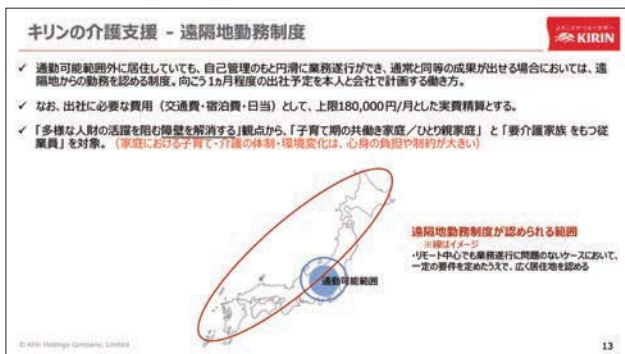 キリンの介護支援 - 遠隔地勤務制度
KIRIN
✓ 通勤可能範囲外に居住していても、自己管理のもと円滑に業務遂行ができ、通常と同等の成果が出せる場合においては、遠
隔地からの勤務を認める制度。向こう1ヵ月程度の出社予定を本人と会社で計画する働き方。
✓ なお、出社に必要な費用（交通費・宿泊費・日当）として、上限180,000円/月とした実費精算とする。
✓ 「多様な人財の活躍を阻む障壁を解消する」観点から、「子育て期の共働き家庭／ひとり親家庭」 と 「要介護家族 をもつ従
業員」を対象。（家庭における子育て・介護の体制・環境変化は、心身の負担や制約が大きい）
遠隔地勤務制度が認められる範囲
※線はイメージ
・リモート中心でも業務遂行に問題のないケースにおいて、
一定の要件を定めたうえで、広く居住地を認める
通勤可能範囲
© Kirin Holdings Company, Limited
13